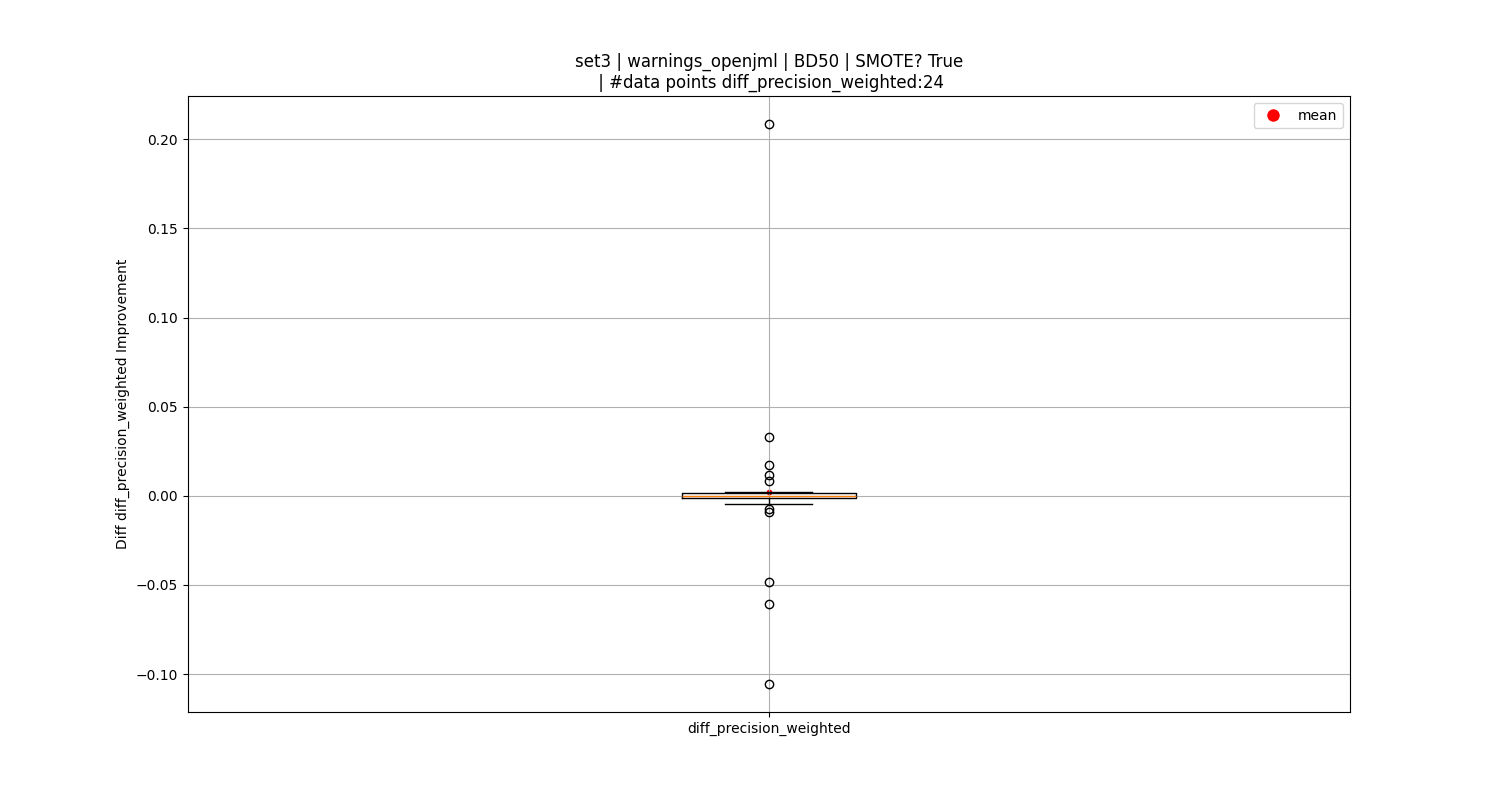 set3 | warnings_openjml | BD50 | SMOTE? True
| #data points diff_precision_weighted:24
mean
0.20
0.15
0.10
0.05
0.00
−0.05
−0.10
Diff diff_precision_weighted Improvement
diff_precision_weighted